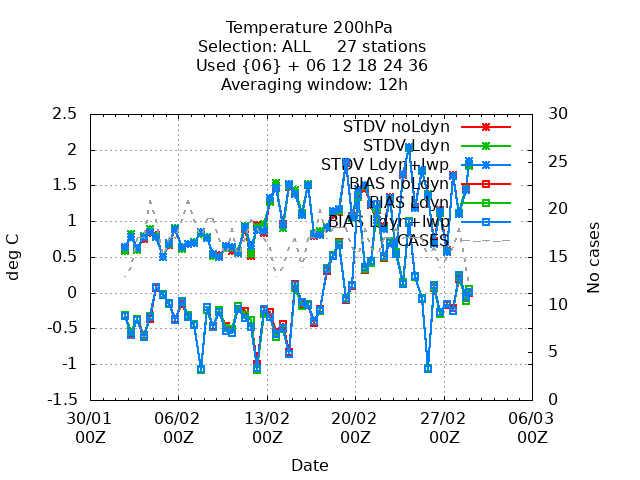 Temperature 200hPa
Selection: ALL 27 stations
Used {06} + 06 12 18 24 36
Averaging window: 12h
2.5
2
1.5
1
0.5
0
-0.5
-1
-1.5
deg C
30
25
20
15
10
5
0
No cases
STDV noLdyn
STDV Ldyn
STDV Ldyn+lwp
BIAS noLdyn
BIAS Ldyn
BIAS Ldyn+lwp
CASES
30/01 06/02 13/02 20/02 27/02 06/03
00Z 00Z 00Z 00Z 00Z 00Z
Date